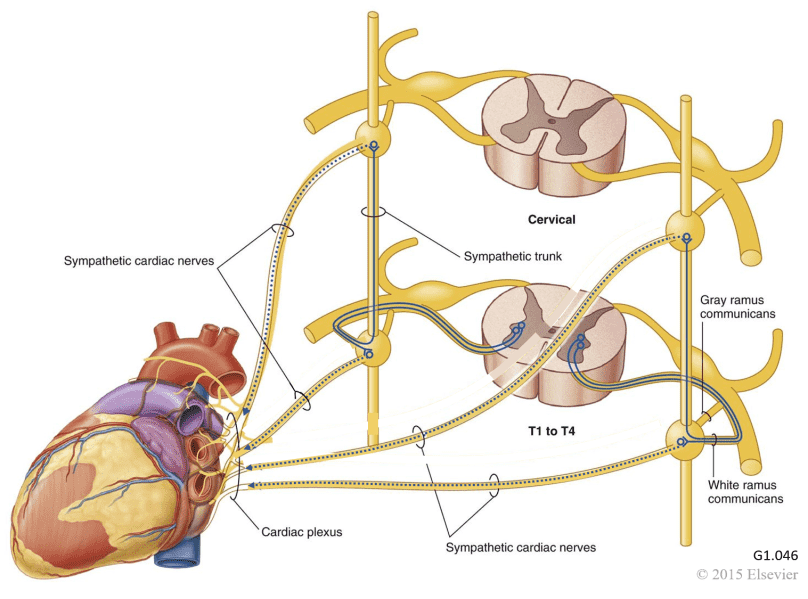 Cervical
Sympathetic cardiac nerves
Sympathetic trunk
Gray ramus
communicans
T1 to T4
White ramus
communicans
Cardiac plexus
Sympathetic cardiac nerves
G1.046
© 2015 Elsevier